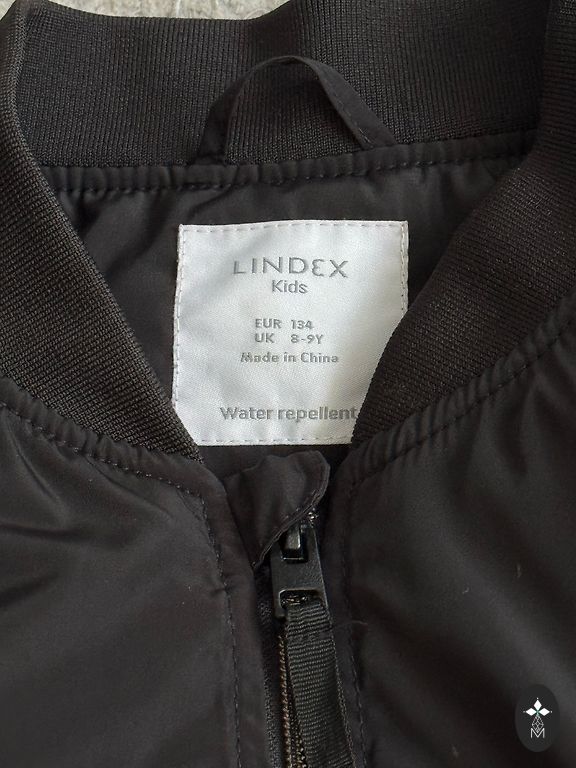 LINDEX
Kids
EUR 134
UK 8-9Y
Made in China
Water repellent
M